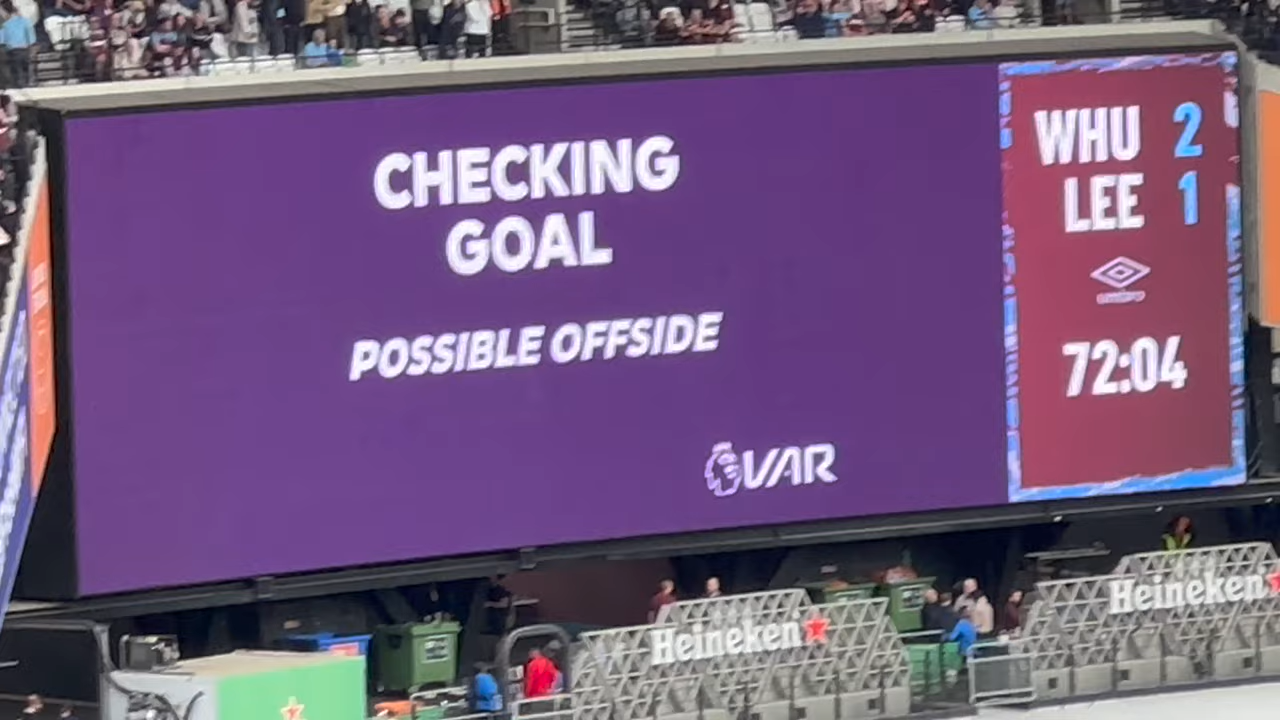 CHECKING
GOAL
POSSIBLE OFFSIDE
VAR
WHU 2
LEE 1
umbro
72:04
Heineken
Heineken